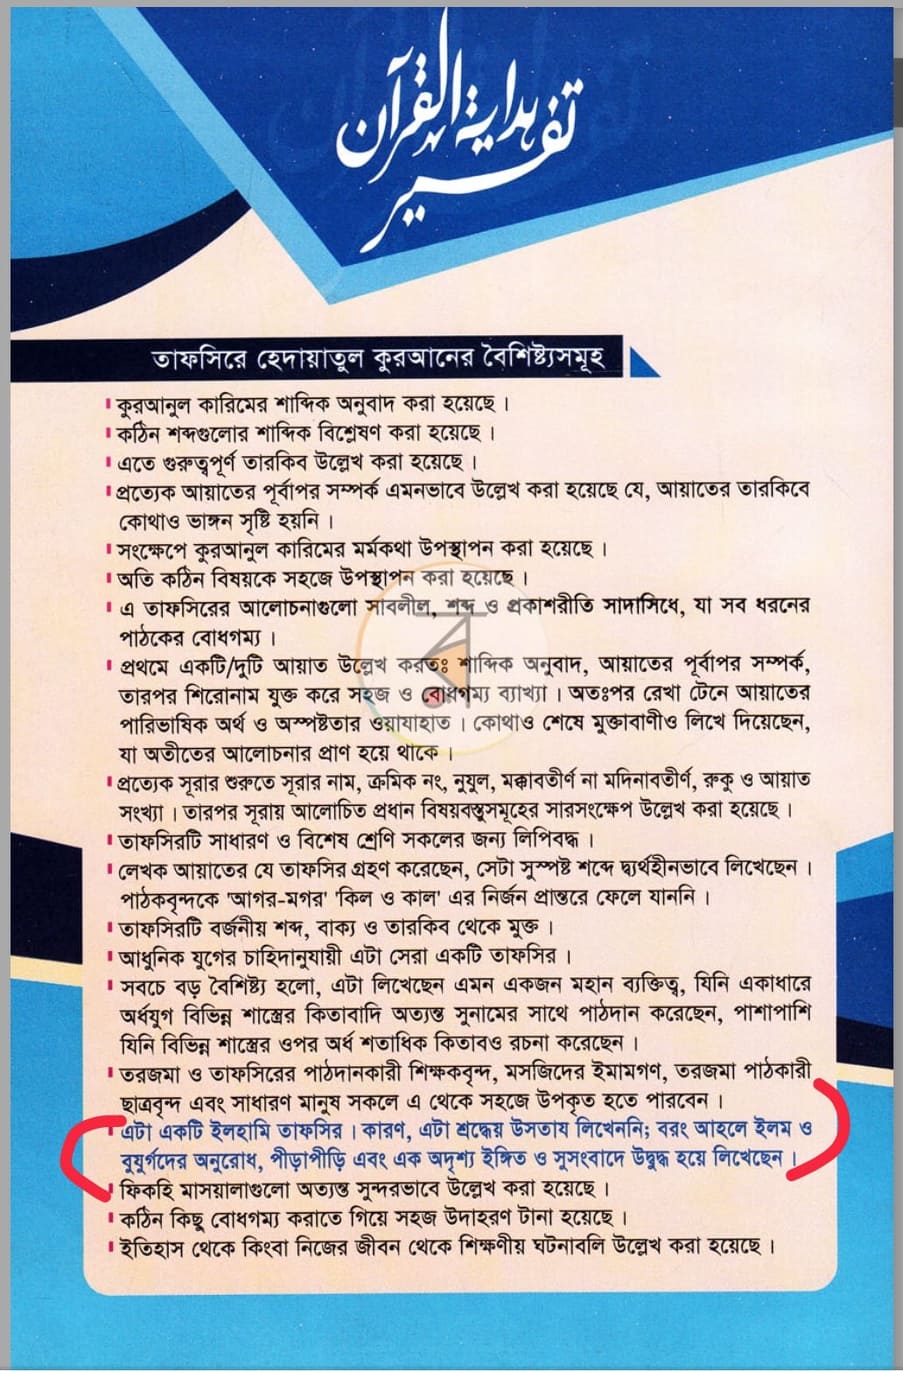 تفسير هداية القرآن
তাফসিরে হেদায়াতুল কুরআনের বৈশিষ্ট্যসমূহ
কুরআনুল কারিমের শাব্দিক অনুবাদ করা হয়েছে।
কঠিন শব্দগুলোর শাব্দিক বিশ্লেষণ করা হয়েছে।
এতে গুরুত্বপূর্ণ তারকিব উল্লেখ করা হয়েছে।
প্রত্যেক আয়াতের পূর্বাপর সম্পর্ক এমনভাবে উল্লেখ করা হয়েছে যে, আয়াতের তারকিবে
কোথাও ভাঙ্গন সৃষ্টি হয়নি।
সংক্ষেপে কুরআনুল কারিমের মর্মকথা উপস্থাপন করা হয়েছে।
অতি কঠিন বিষয়কে সহজে উপস্থাপন করা হয়েছে।
এ তাফসিরের আলোচনাগুলো সাবলীল, শব্দ ও প্রকাশরীতি সাদাসিধে, যা সব ধরনের
পাঠকের বোধগম্য।
প্রথমে একটি/দুটি আয়াত উল্লেখ করতঃ শাব্দিক অনুবাদ, আয়াতের পূর্বাপর সম্পর্ক,
তারপর শিরোনাম যুক্ত করে সহজ ও বোধগম্য ব্যাখ্যা। অতঃপর রেখা টেনে আয়াতের
পারিভাষিক অর্থ ও অস্পষ্টতার ওয়াযাহাত। কোথাও শেষে মুক্তাবাণীও লিখে দিয়েছেন,
যা অতীতের আলোচনার প্রাণ হয়ে থাকে।
প্রত্যেক সূরার শুরুতে সূরার নাম, ক্রমিক নং, নুযুল, মক্কাবতীর্ণ না মদিনাবতীর্ণ, রুকু ও আয়াত
সংখ্যা। তারপর সূরায় আলোচিত প্রধান বিষয়বস্তুসমূহের সারসংক্ষেপ উল্লেখ করা হয়েছে।
তাফসিরটি সাধারণ ও বিশেষ শ্রেণি সকলের জন্য লিপিবদ্ধ।
লেখক আয়াতের যে তাফসির গ্রহণ করেছেন, সেটা সুস্পষ্ট শব্দে দ্ব্যর্থহীনভাবে লিখেছেন।
পাঠকবৃন্দকে 'আগর-মগর' 'কিল ও কাল' এর নির্জন প্রান্তরে ফেলে যাননি।
তাফসিরটি বর্জনীয় শব্দ, বাক্য ও তারকিব থেকে মুক্ত।
আধুনিক যুগের চাহিদানুযায়ী এটা সেরা একটি তাফসির।
সবচে বড় বৈশিষ্ট্য হলো, এটা লিখেছেন এমন একজন মহান ব্যক্তিত্ব, যিনি একাধারে
অর্ধযুগ বিভিন্ন শাস্ত্রের কিতাবাদি অত্যন্ত সুনামের সাথে পাঠদান করেছেন, পাশাপাশি
যিনি বিভিন্ন শাস্ত্রের ওপর অর্ধ শতাধিক কিতাবও রচনা করেছেন।
তরজমা ও তাফসিরের পাঠদানকারী শিক্ষকবৃন্দ, মসজিদের ইমামগণ, তরজমা পাঠকারী
ছাত্রবৃন্দ এবং সাধারণ মানুষ সকলে এ থেকে সহজে উপকৃত হতে পারবেন।
এটা একটি ইলহামি তাফসির। কারণ, এটা শ্রদ্ধেয় উসতায লিখেননি; বরং আহলে ইলম ও
বুযুর্গদের অনুরোধ, পীড়াপীড়ি এবং এক অদৃশ্য ইঙ্গিত ও সুসংবাদে উদ্বুদ্ধ হয়ে লিখেছেন।
ফিকহি মাসয়ালাগুলো অত্যন্ত সুন্দরভাবে উল্লেখ করা হয়েছে।
কঠিন কিছু বোধগম্য করাতে গিয়ে সহজ উদাহরণ টানা হয়েছে।
ইতিহাস থেকে কিংবা নিজের জীবন থেকে শিক্ষণীয় ঘটনাবলি উল্লেখ করা হয়েছে।